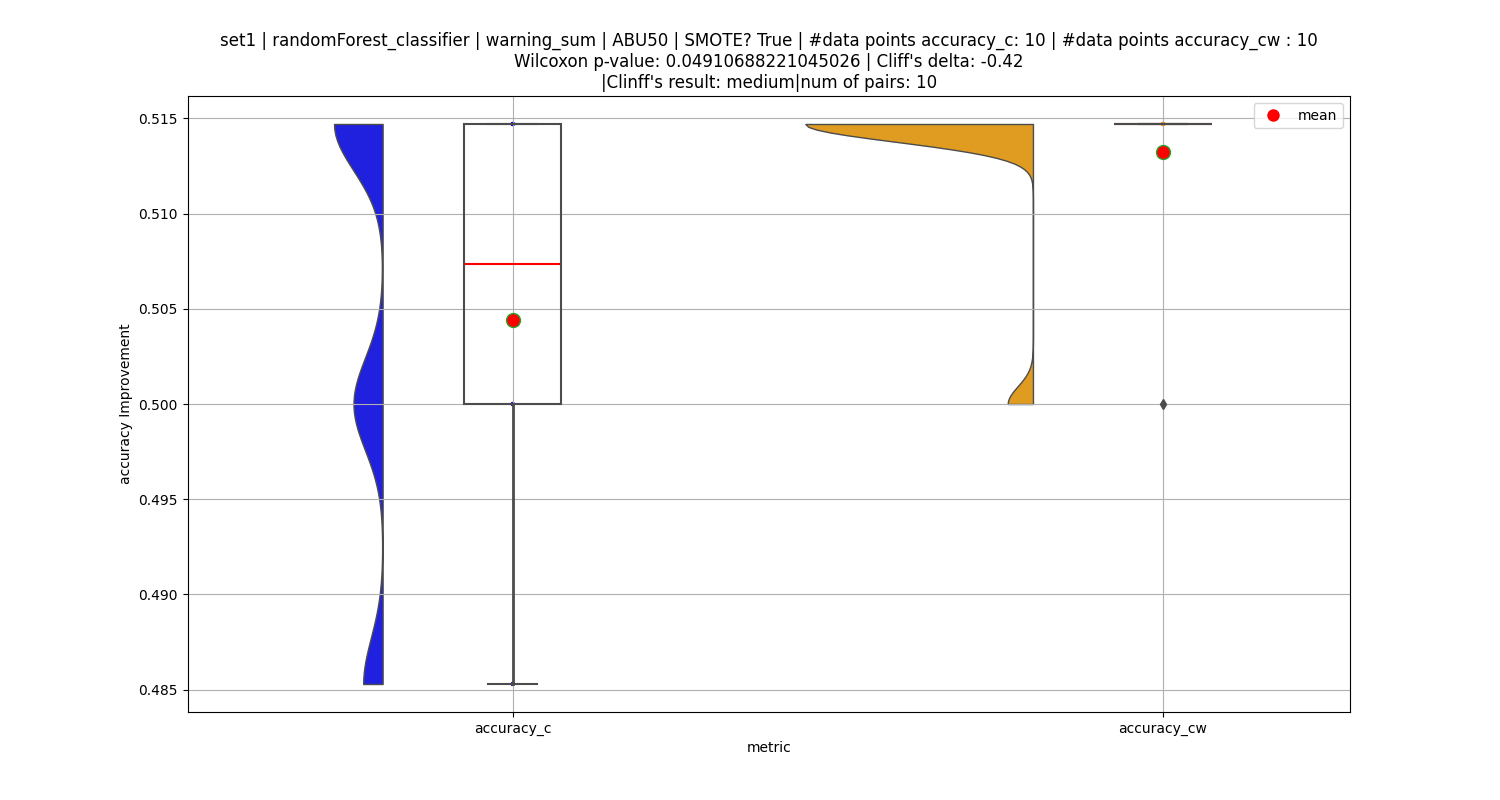 set1 | randomForest_classifier | warning_sum | ABU50 | SMOTE? True | #data points accuracy_c: 10 | #data points accuracy_cw : 10
Wilcoxon p-value: 0.04910688221045026 | Cliff's delta: -0.42
|Clinff's result: medium|num of pairs: 10
mean
0.515
0.510
0.505
0.500
0.495
0.490
0.485
accuracy Improvement
accuracy_c
accuracy_cw
metric